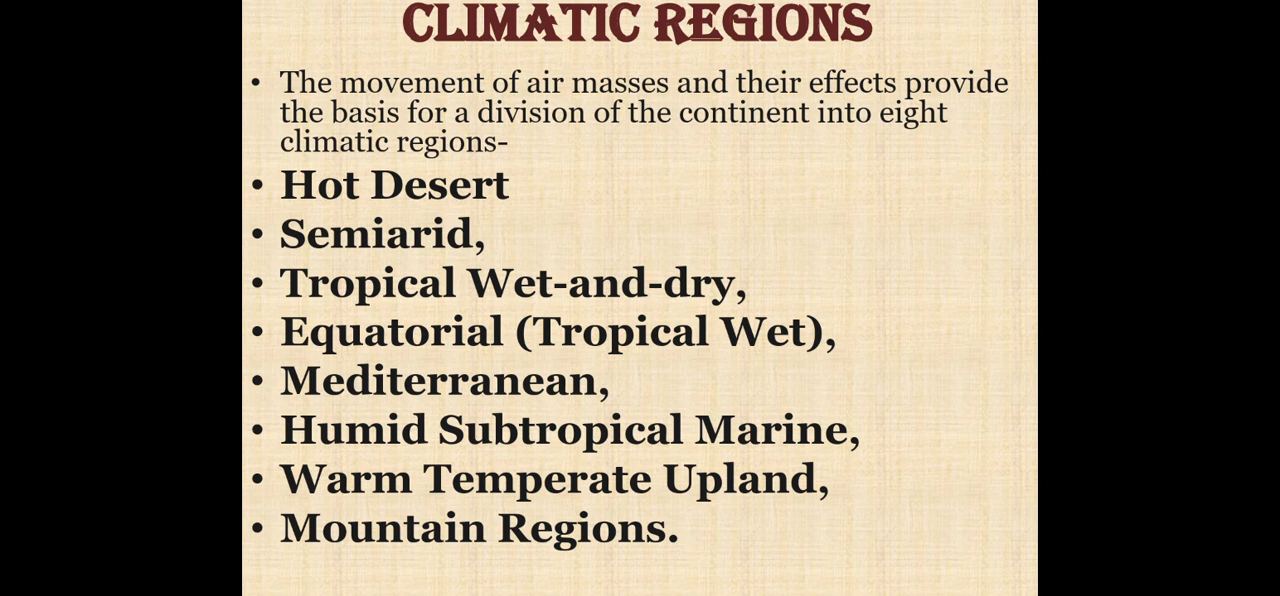 CLIMATIC REGIONS
• The movement of air masses and their effects provide
the basis for a division of the continent into eight
climatic regions-
• Hot Desert
• Semiarid,
• Tropical Wet-and-dry,
• Equatorial (Tropical Wet),
• Mediterranean,
• Humid Subtropical Marine,
• Warm Temperate Upland,
• Mountain Regions.